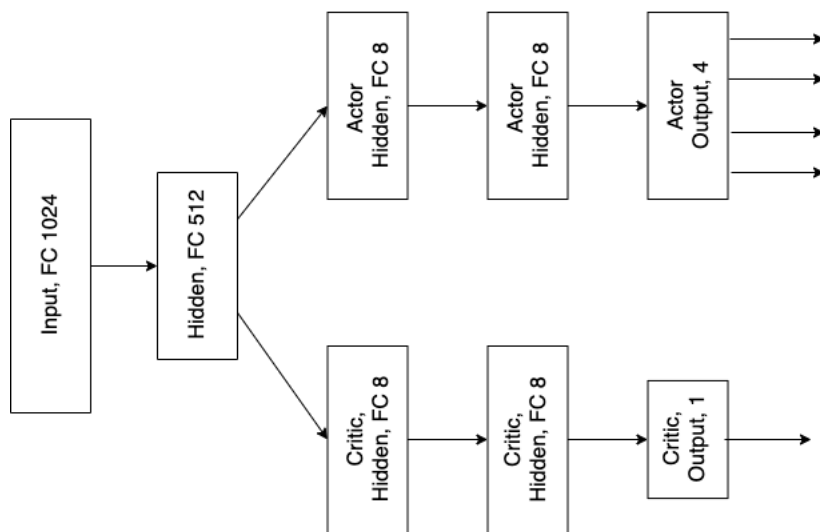 Input, FC 1024
Hidden, FC 512
Actor
Hidden, FC 8
Actor
Hidden, FC 8
Actor
Output, 4
Critic,
Hidden, FC 8
Critic,
Hidden, FC 8
Critic,
Output, 1